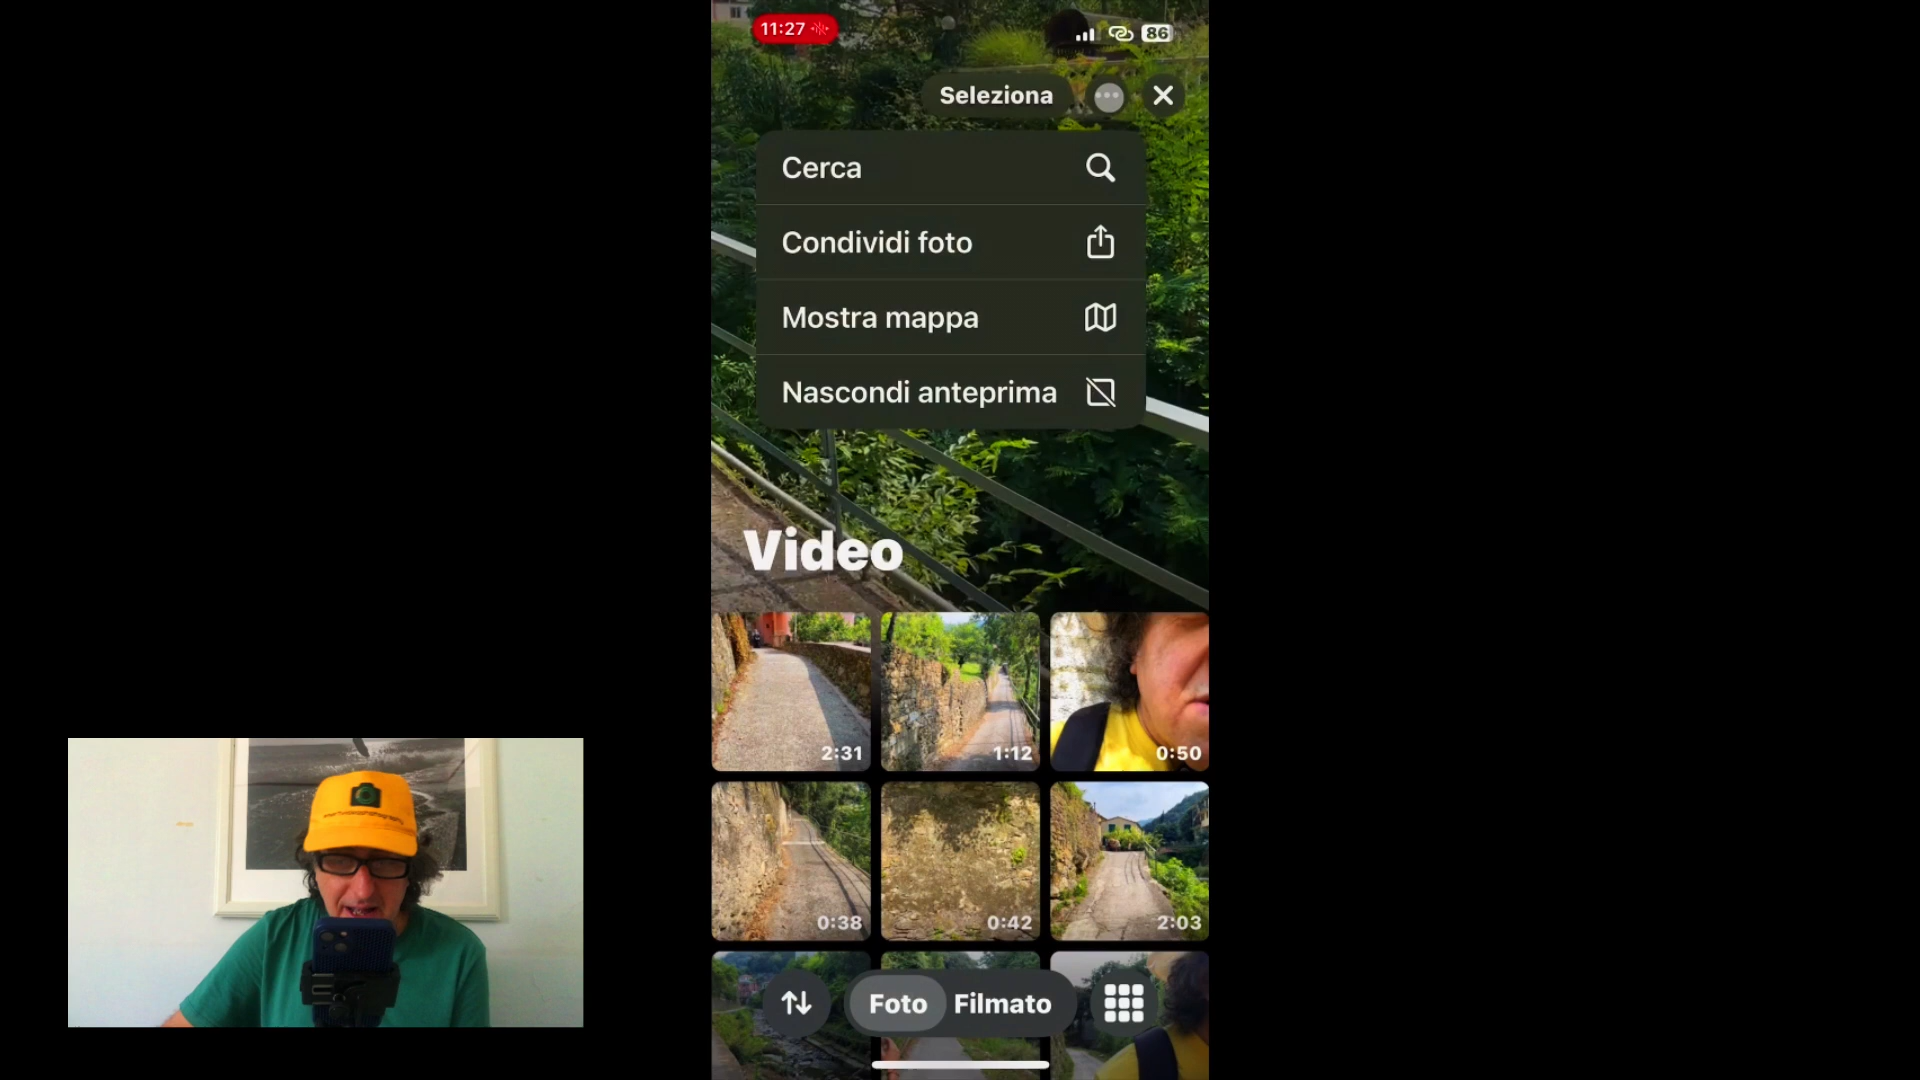 11:27
86
Seleziona
Cerca
Condividi foto
Mostra mappa
Nascondi anteprima
Video
2:31
1:12
0:50
0:38
0:42
2:03
Foto
Filmato